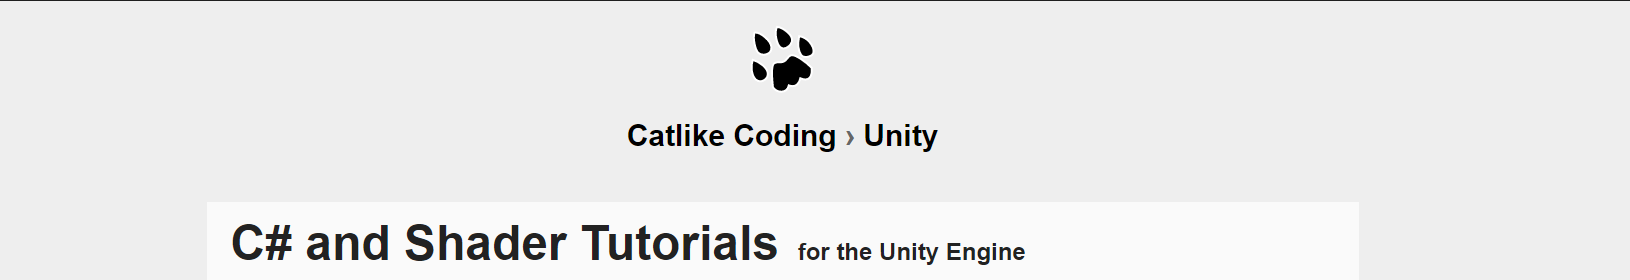 Catlike Coding › Unity
C# and Shader Tutorials for the Unity Engine